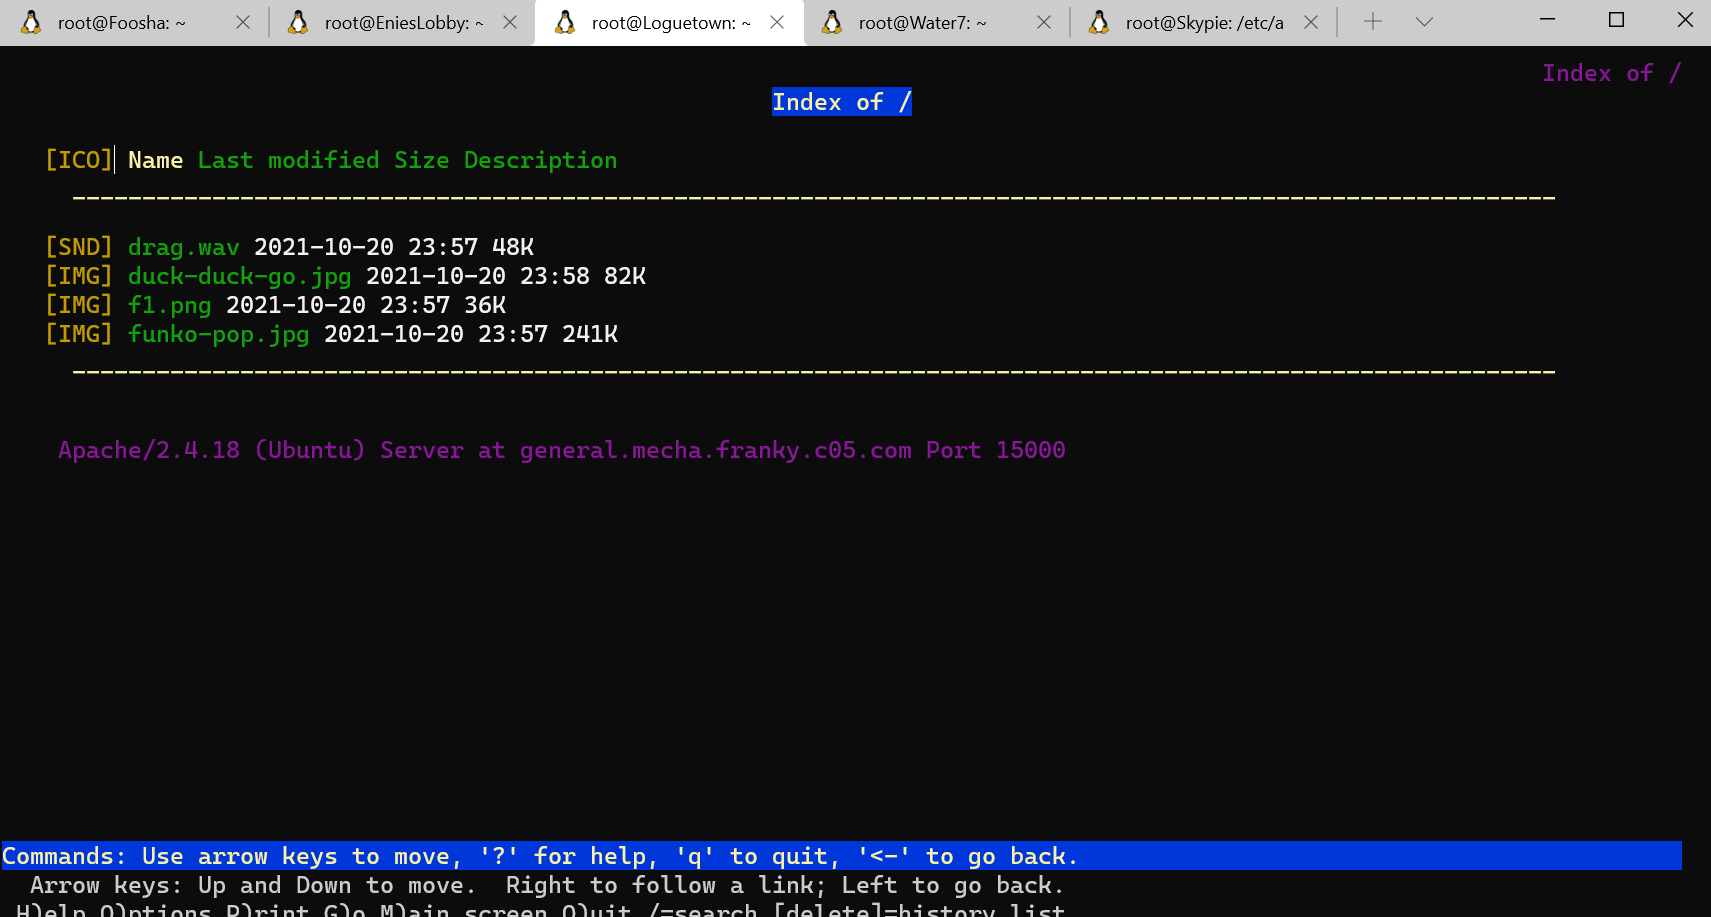 root@Foosha: ~ root@EniesLobby: ~ root@Loguetown: ~ root@Water7: ~ root@Skypie: /etc/a
Index of /
Index of /
[ICO] Name Last modified Size Description
[SND] drag.wav 2021-10-20 23:57 48K
[IMG] duck-duck-go.jpg 2021-10-20 23:58 82K
[IMG] f1.png 2021-10-20 23:57 36K
[IMG] funko-pop.jpg 2021-10-20 23:57 241K
Apache/2.4.18 (Ubuntu) Server at general.mecha.franky.c05.com Port 15000
Commands: Use arrow keys to move, '?' for help, 'q' to quit, '<-' to go back.
Arrow keys: Up and Down to move. Right to follow a link; Left to go back.
H)elp O)ptions P)rint G)o M)ain screen Q)uit /=search [delete]=history list